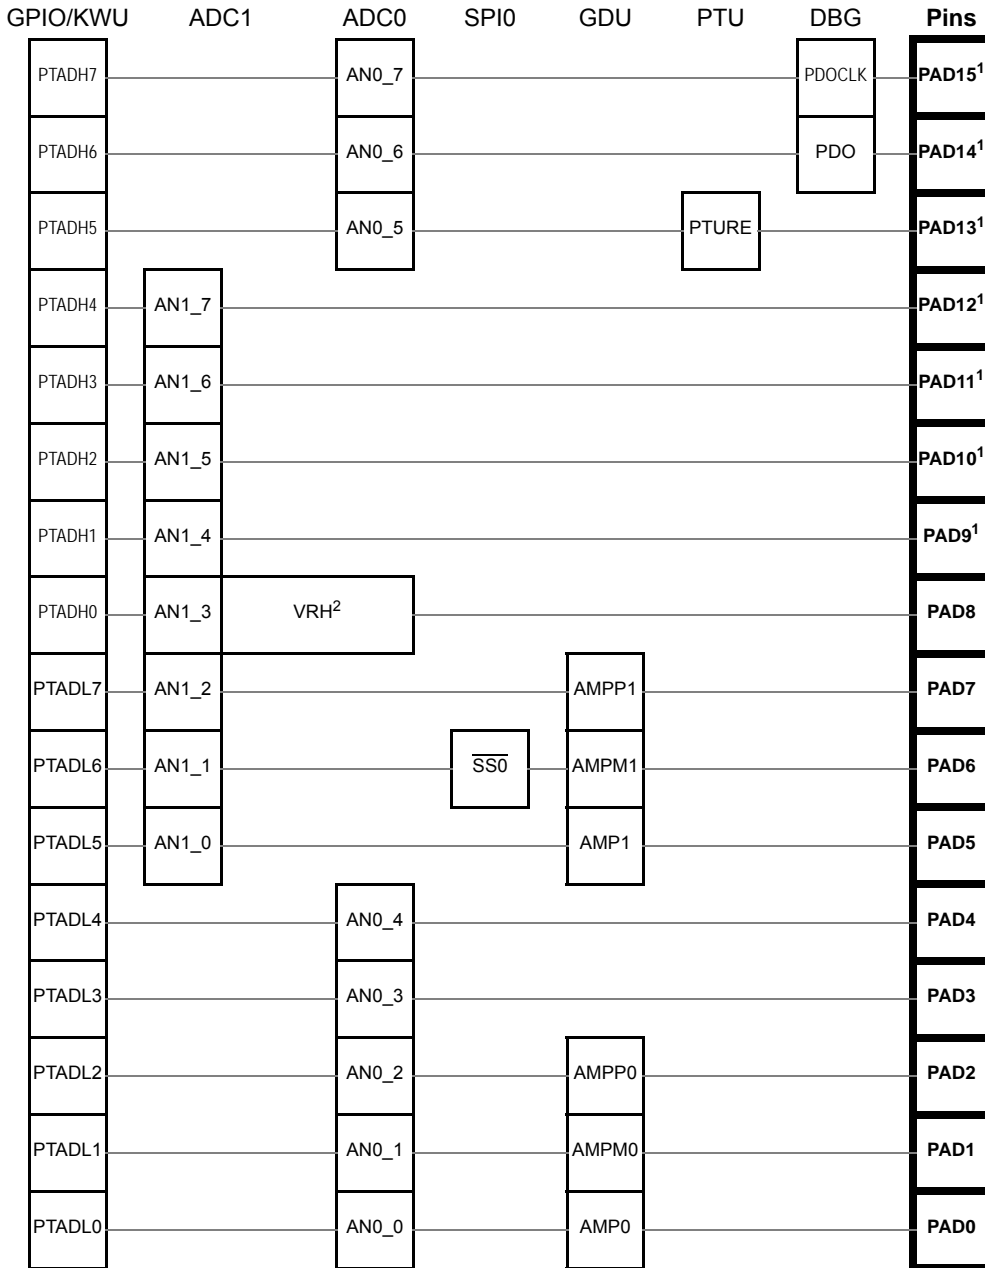 GPIO/KWU ADC1 ADC0 SPI0 GDU PTU DBG Pins
PTADH7 AN0_7 PDOCLK PAD15¹
PTADH6 AN0_6 PDO PAD14¹
PTADH5 AN0_5 PTURE PAD13¹
PTADH4 AN1_7 PAD12¹
PTADH3 AN1_6 PAD11¹
PTADH2 AN1_5 PAD10¹
PTADH1 AN1_4 PAD9¹
PTADH0 AN1_3 VRH² PAD8
PTADL7 AN1_2 AMPP1 PAD7
PTADL6 AN1_1 S̅S̅0̅ AMPM1 PAD6
PTADL5 AN1_0 AMP1 PAD5
PTADL4 AN0_4 PAD4
PTADL3 AN0_3 PAD3
PTADL2 AN0_2 AMPP0 PAD2
PTADL1 AN0_1 AMPM0 PAD1
PTADL0 AN0_0 AMP0 PAD0